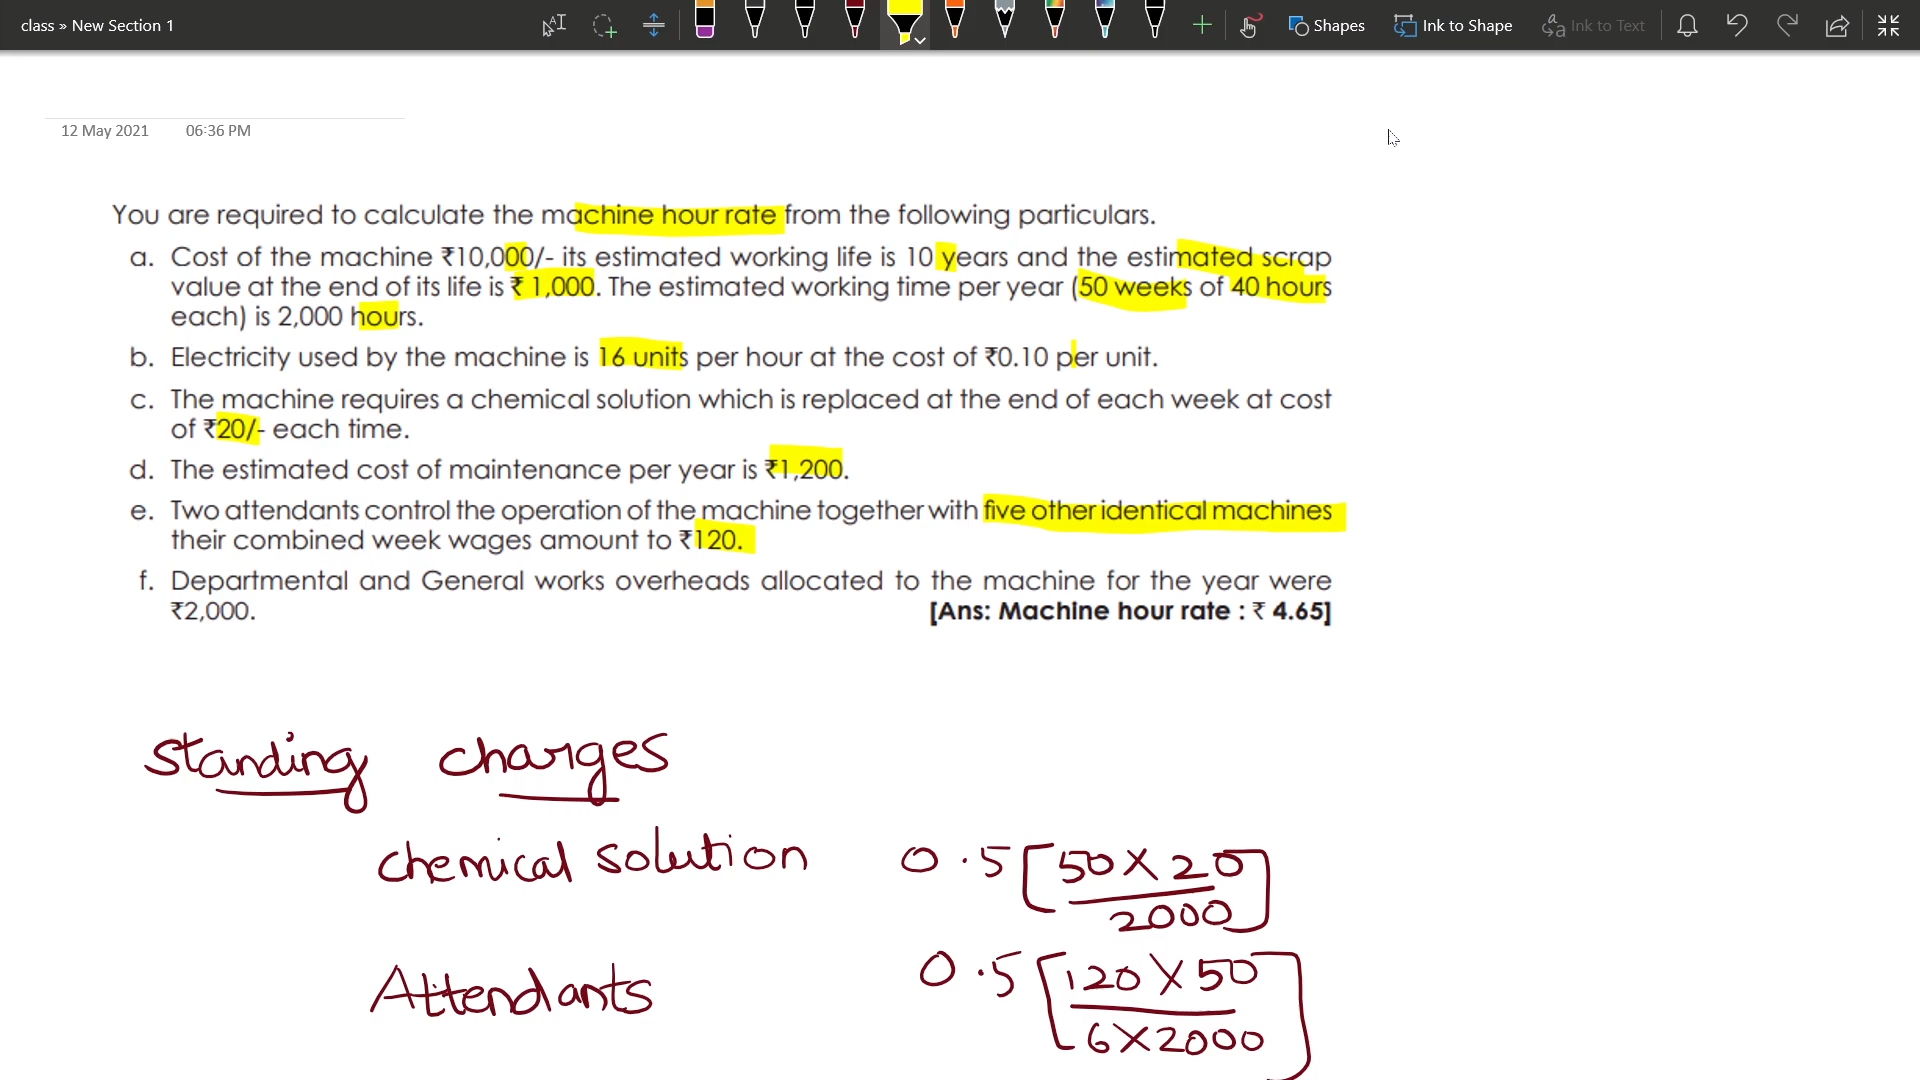 class » New Section 1
Shapes
Ink to Shape
Ink to Text
12 May 2021 06:36 PM
You are required to calculate the machine hour rate from the following particulars.
a. Cost of the machine ₹10,000/- its estimated working life is 10 years and the estimated scrap
value at the end of its life is ₹ 1,000. The estimated working time per year (50 weeks of 40 hours
each) is 2,000 hours.
b. Electricity used by the machine is 16 units per hour at the cost of ₹0.10 per unit.
c. The machine requires a chemical solution which is replaced at the end of each week at cost
of ₹20/- each time.
d. The estimated cost of maintenance per year is ₹1,200.
e. Two attendants control the operation of the machine together with five other identical machines
their combined week wages amount to ₹120.
f. Departmental and General works overheads allocated to the machine for the year were
₹2,000. [Ans: Machine hour rate : ₹ 4.65]
Standing charges
chemical solution 0.5 [50 X 20
2000]
Attendants 0.5 [120 X 50
6 X 2000]